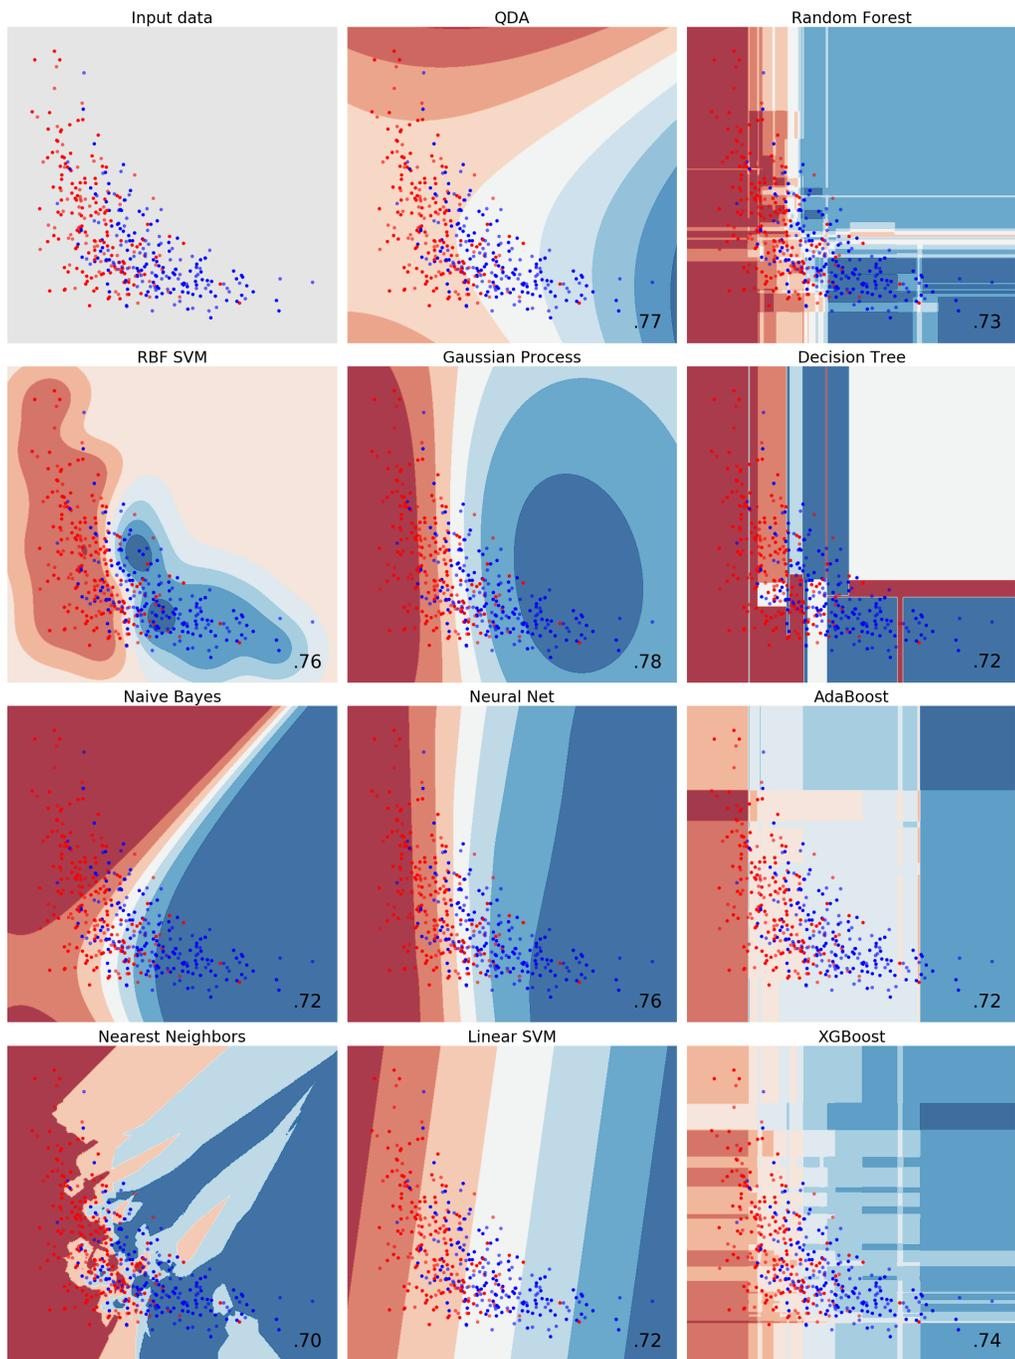 Input data
QDA
Random Forest
.77
.73
RBF SVM
Gaussian Process
Decision Tree
.76
.78
.72
Naive Bayes
Neural Net
AdaBoost
.72
.76
.72
Nearest Neighbors
Linear SVM
XGBoost
.70
.72
.74